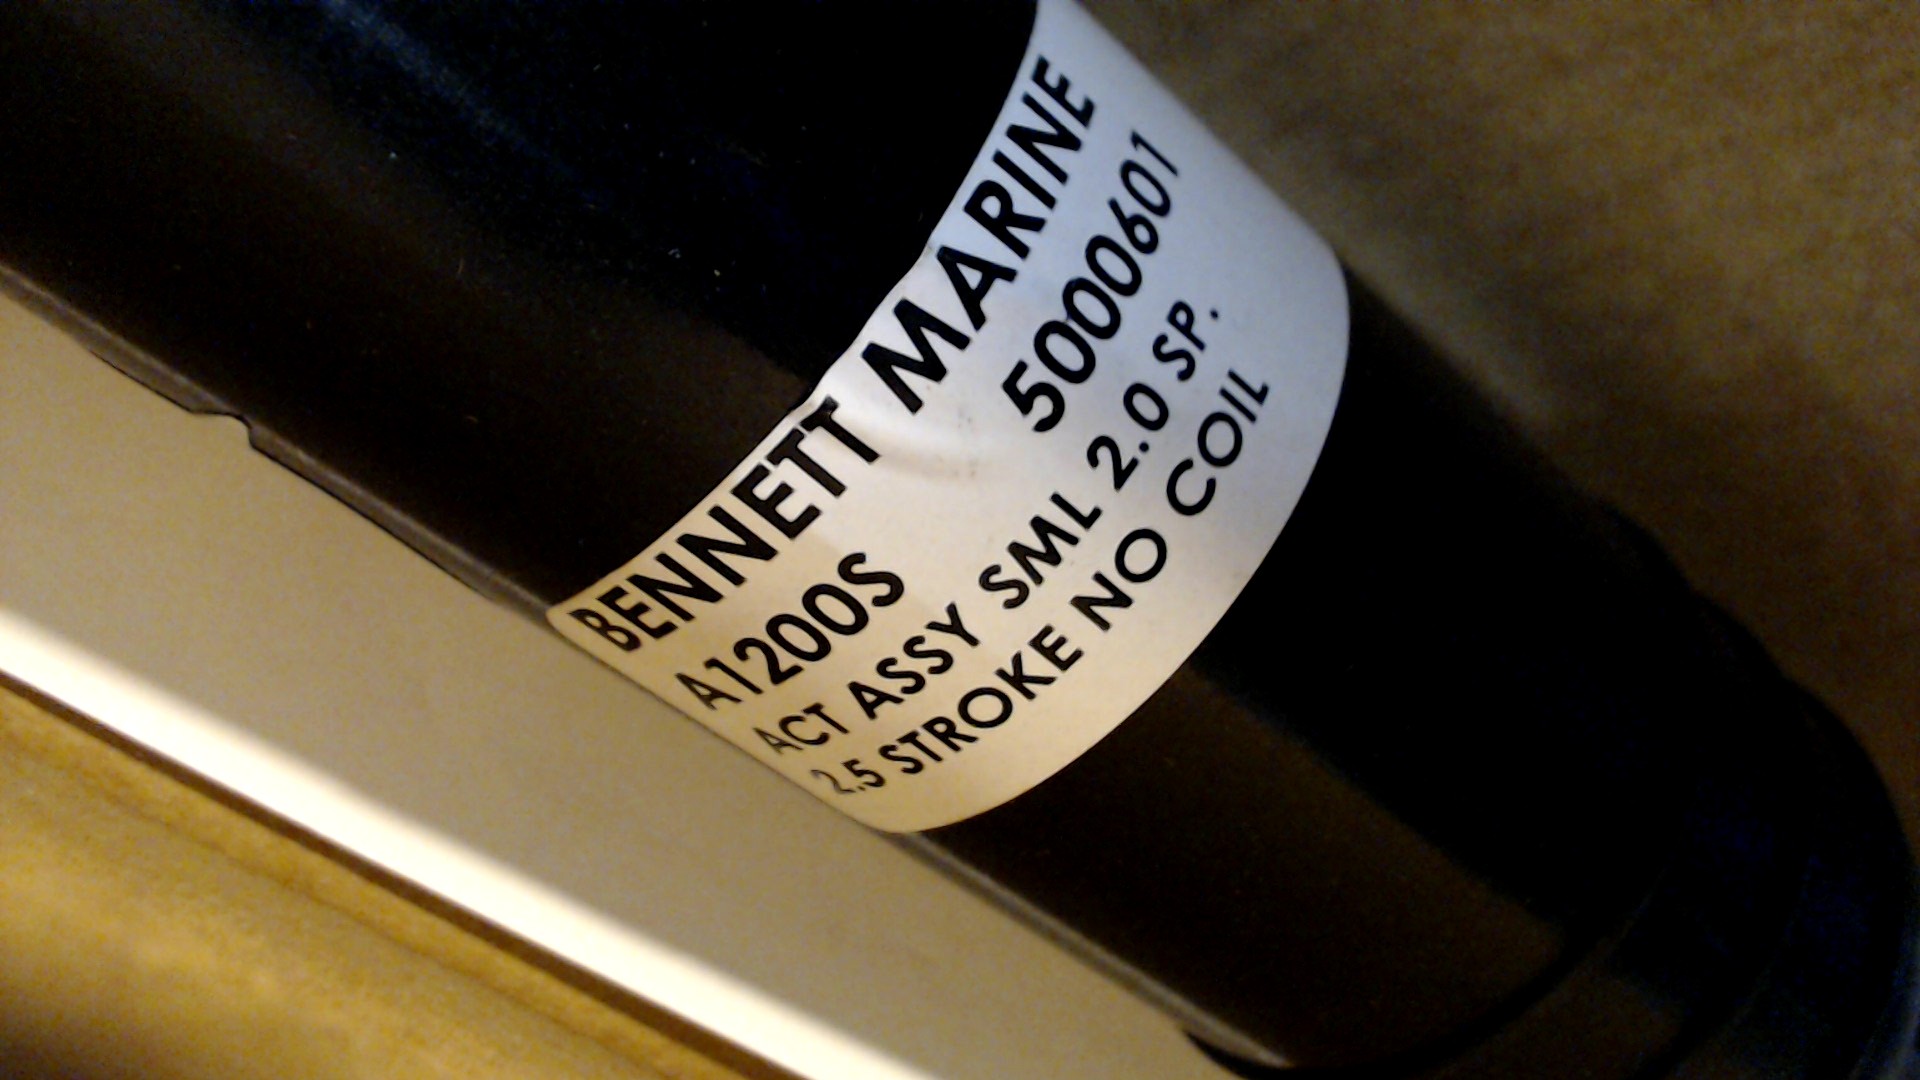 BENNETT MARINE
A1200S 5000601
ACT ASSY SML 2.0 SP.
2.5 STROKE NO COIL